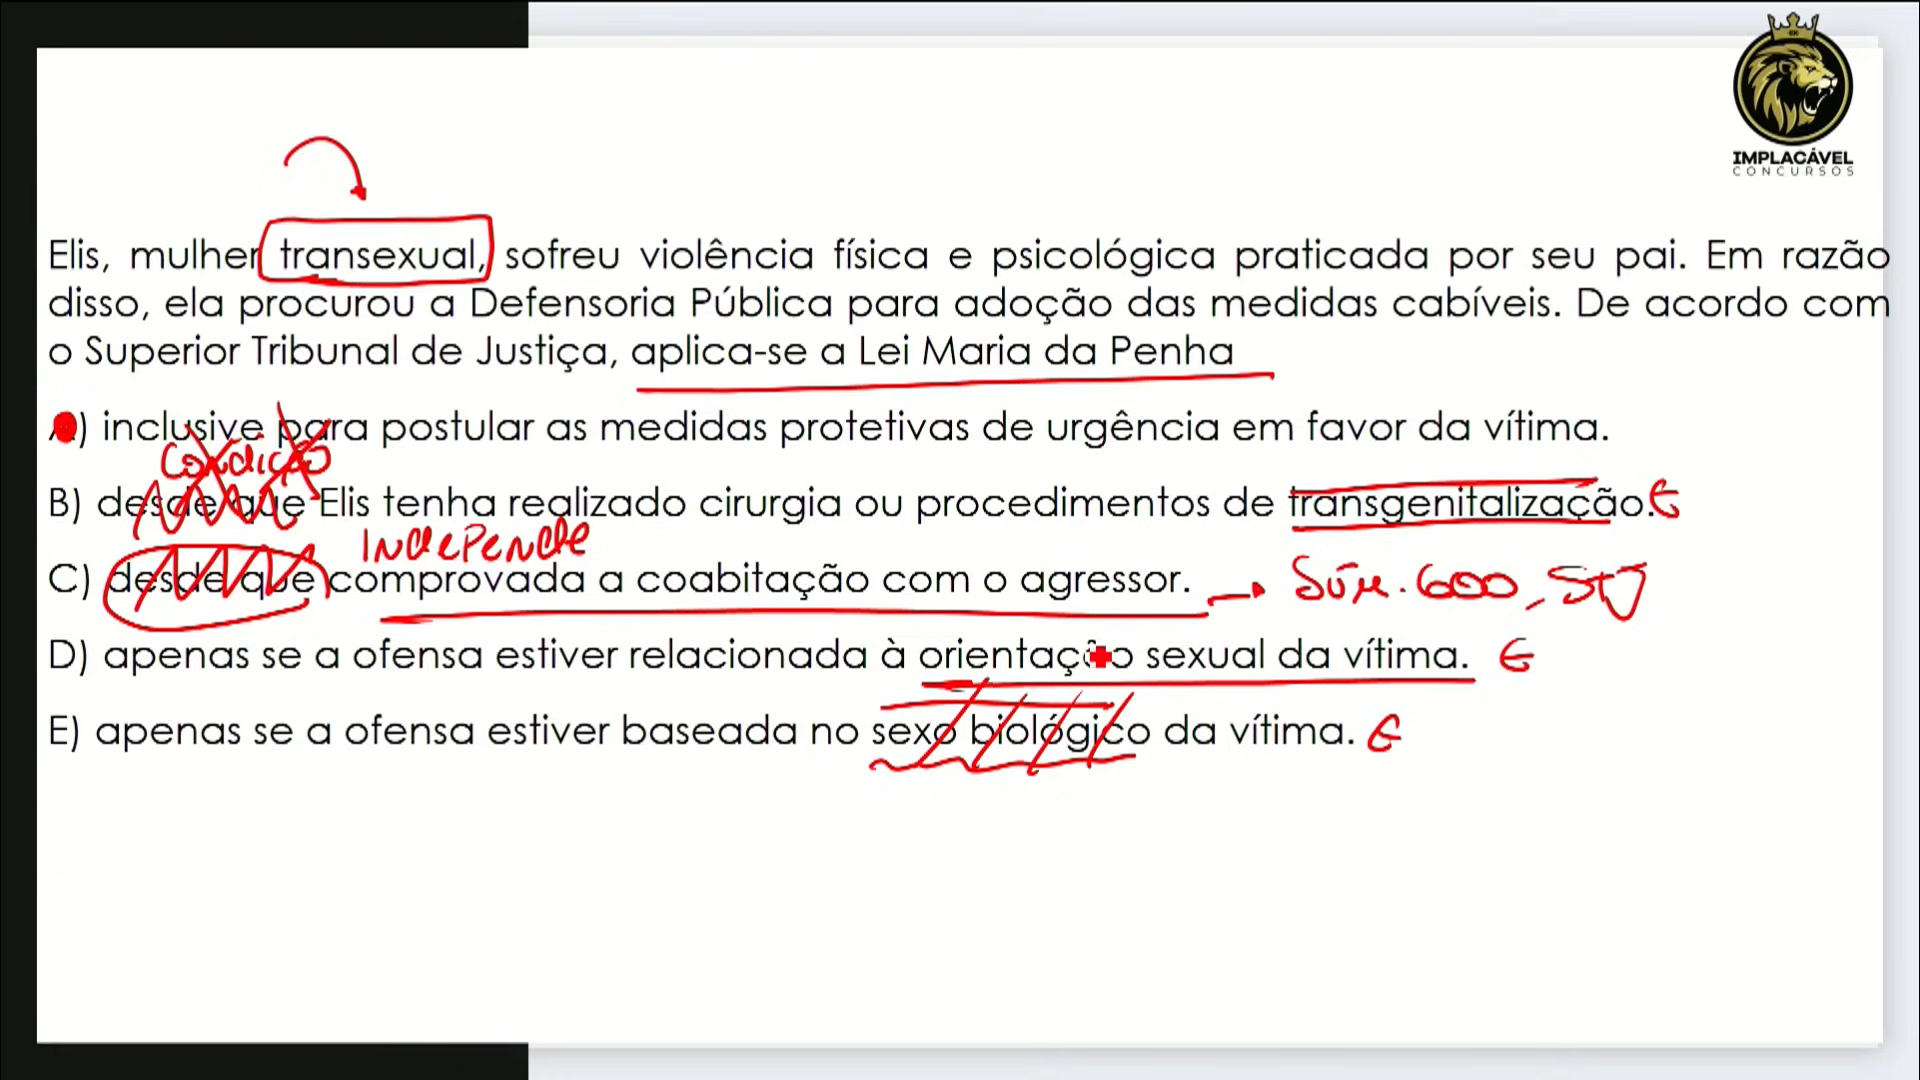 IMPLACÁVEL
CONCURSOS
Elis, mulher transexual, sofreu violência física e psicológica praticada por seu pai. Em razão
disso, ela procurou a Defensoria Pública para adoção das medidas cabíveis. De acordo com
o Superior Tribunal de Justiça, aplica-se a Lei Maria da Penha
A) inclusive para postular as medidas protetivas de urgência em favor da vítima.
Condição
B) desde que Elis tenha realizado cirurgia ou procedimentos de transgenitalização. E
Independe
C) desde que comprovada a coabitação com o agressor. Súm. 600, STJ
D) apenas se a ofensa estiver relacionada à orientação sexual da vítima. E
E) apenas se a ofensa estiver baseada no sexo biológico da vítima. E